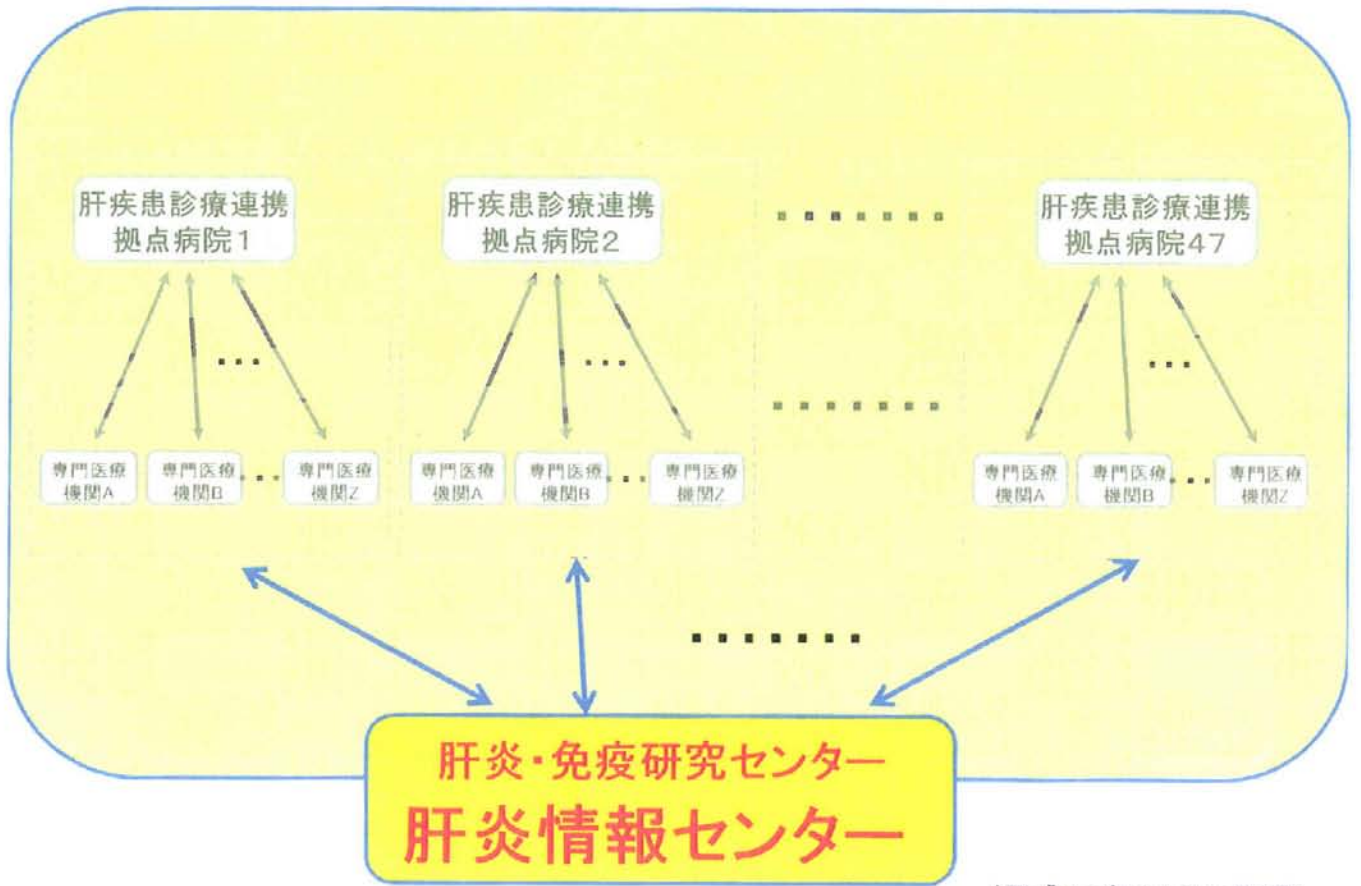 肝疾患診療連携
拠点病院1
肝疾患診療連携
拠点病院2
・・・・・・・
肝疾患診療連携
拠点病院47
・・・
・・・
・・・
・・・・・・・
専門医療
機関A
専門医療
機関B
・・・
専門医療
機関Z
専門医療
機関A
専門医療
機関B
・・・
専門医療
機関Z
専門医療
機関A
専門医療
機関B
・・・
専門医療
機関Z
・・・・・・・
肝炎・免疫研究センター
肝炎情報センター